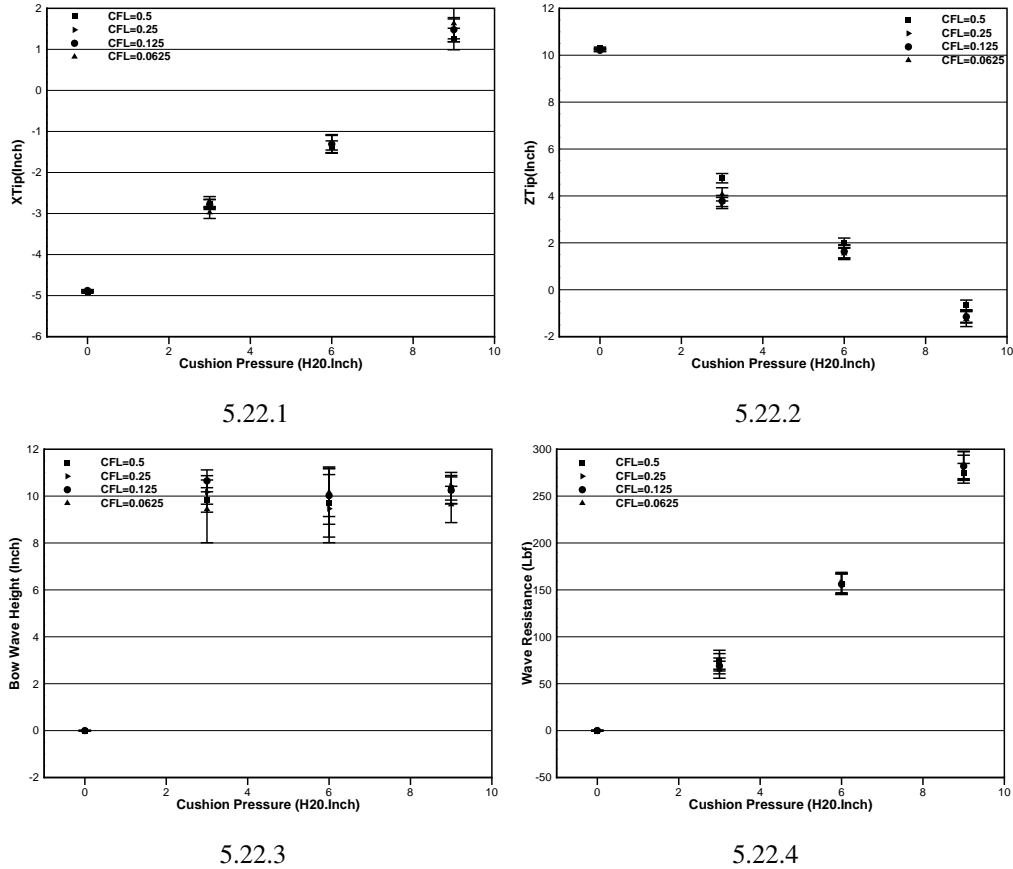 2
1
0
-1
-2
-3
-4
-5
-6
0
2
4
6
8
10
XTip(Inch)
Cushion Pressure (H20.Inch)
CFL=0.5
CFL=0.25
CFL=0.125
CFL=0.0625
5.22.1
12
10
8
6
4
2
0
-2
0
2
4
6
8
10
ZTip(Inch)
Cushion Pressure (H20.Inch)
CFL=0.5
CFL=0.25
CFL=0.125
CFL=0.0625
5.22.2
12
10
8
6
4
2
0
-2
0
2
4
6
8
10
Bow Wave Height (Inch)
Cushion Pressure (H20.Inch)
CFL=0.5
CFL=0.25
CFL=0.125
CFL=0.0625
5.22.3
300
250
200
150
100
50
0
-50
0
2
4
6
8
10
Wave Resistance (Lbf)
Cushion Pressure (H20.Inch)
CFL=0.5
CFL=0.25
CFL=0.125
CFL=0.0625
5.22.4